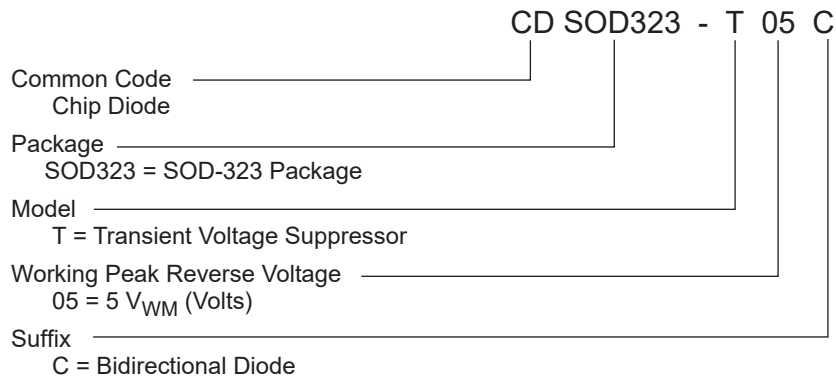 CD SOD323 - T 05 C
Common Code
Chip Diode
Package
SOD323 = SOD-323 Package
Model
T = Transient Voltage Suppressor
Working Peak Reverse Voltage
05 = 5 VWM (Volts)
Suffix
C = Bidirectional Diode